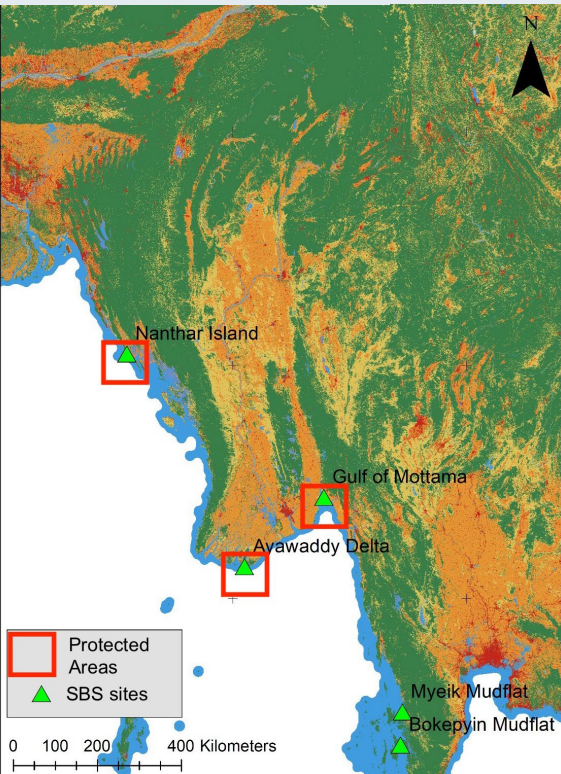 N
Nanthar Island
Gulf of Mottama
Ayawaddy Delta
Myeik Mudflat
Bokepyin Mudflat
Protected
Areas
SBS sites
0 100 200 400 Kilometers